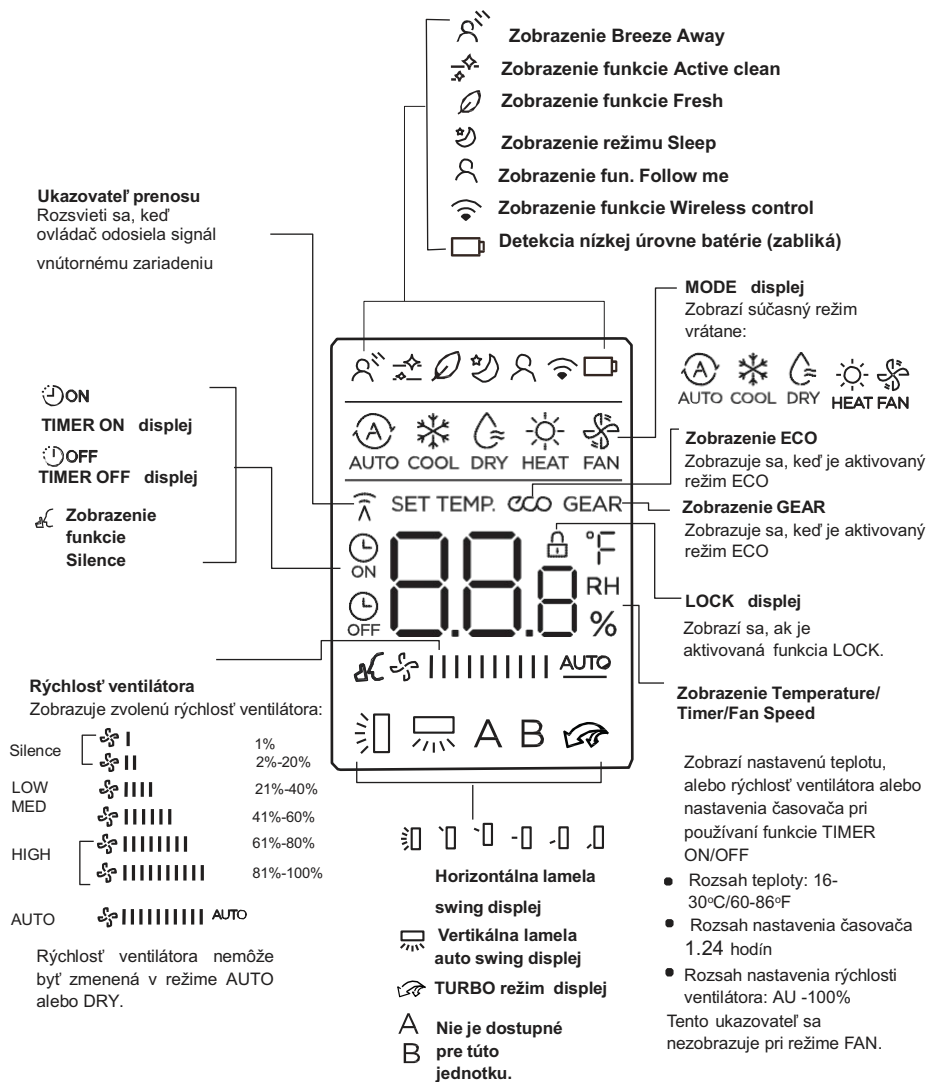 Zobrazenie Breeze Away
Zobrazenie funkcie Active clean
Zobrazenie funkcie Fresh
Zobrazenie režimu Sleep
Zobrazenie fun. Follow me
Zobrazenie funkcie Wireless control
Detekcia nízkej úrovne batérie (zabliká)
Ukazovateľ prenosu
Rozsvieti sa, keď
ovládač odosiela signál
vnútornému zariadeniu
ON
TIMER ON displej
OFF
TIMER OFF displej
Zobrazenie
funkcie
Silence
AUTO COOL DRY HEAT FAN
SET TEMP. eco GEAR
ON
°F
RH
OFF
88.8
%
AUTO
A B
MODE displej
Zobrazí súčasný režim
vrátane:
AUTO COOL DRY HEAT FAN
Zobrazenie ECO
Zobrazuje sa, keď je aktivovaný
režim ECO
Zobrazenie GEAR
Zobrazuje sa, keď je aktivovaný
režim ECO
LOCK displej
Zobrazí sa, ak je
aktivovaná funkcia LOCK.
Zobrazenie Temperature/
Timer/Fan Speed
Zobrazí nastavenú teplotu,
alebo rýchlosť ventilátora alebo
nastavenia časovača pri
používaní funkcie TIMER
ON/OFF
• Rozsah teploty: 16-
30°C/60-86°F
• Rozsah nastavenia časovača
1.24 hodín
• Rozsah nastavenia rýchlosti
ventilátora: AU -100%
Tento ukazovateľ sa
nezobrazuje pri režime FAN.
Rýchlosť ventilátora
Zobrazuje zvolenú rýchlosť ventilátora:
Silence
1%
2%-20%
LOW
21%-40%
MED
41%-60%
HIGH
61%-80%
81%-100%
AUTO AUTO
Rýchlosť ventilátora nemôže
byť zmenená v režime AUTO
alebo DRY.
Horizontálna lamela
swing displej
Vertikálna lamela
auto swing displej
TURBO režim displej
A Nie je dostupné
B pre túto
jednotku.